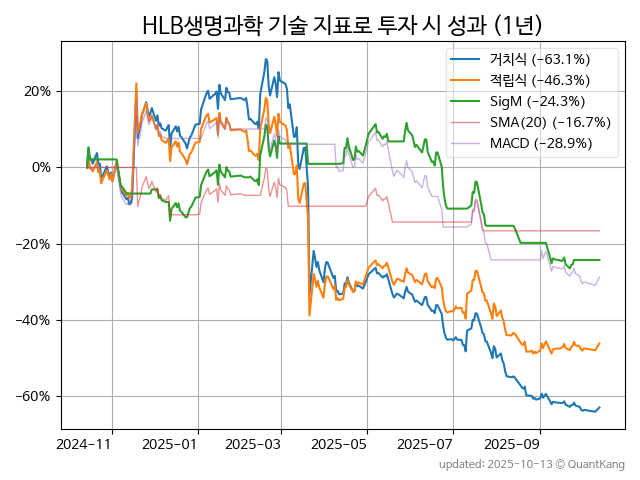 HLB생명과학 기술 지표로 투자 시 성과 (1년)
거치식 (−63.1%)
적립식 (−46.3%)
SigM (−24.3%)
SMA(20) (−16.7%)
MACD (−28.9%)
20%
0%
−20%
−40%
−60%
2024-11
2025-01
2025-03
2025-05
2025-07
2025-09
updated: 2025-10-13 © QuantKang